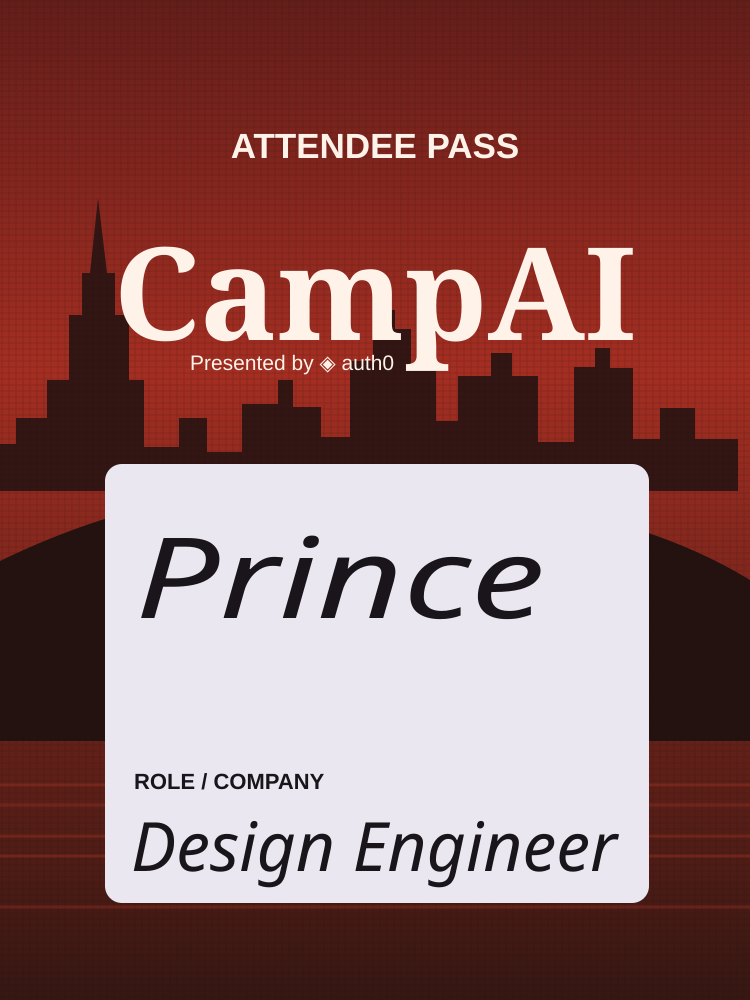 ATTENDEE PASS
CampAI
Presented by ◈ auth0
Prince
ROLE / COMPANY
Design Engineer